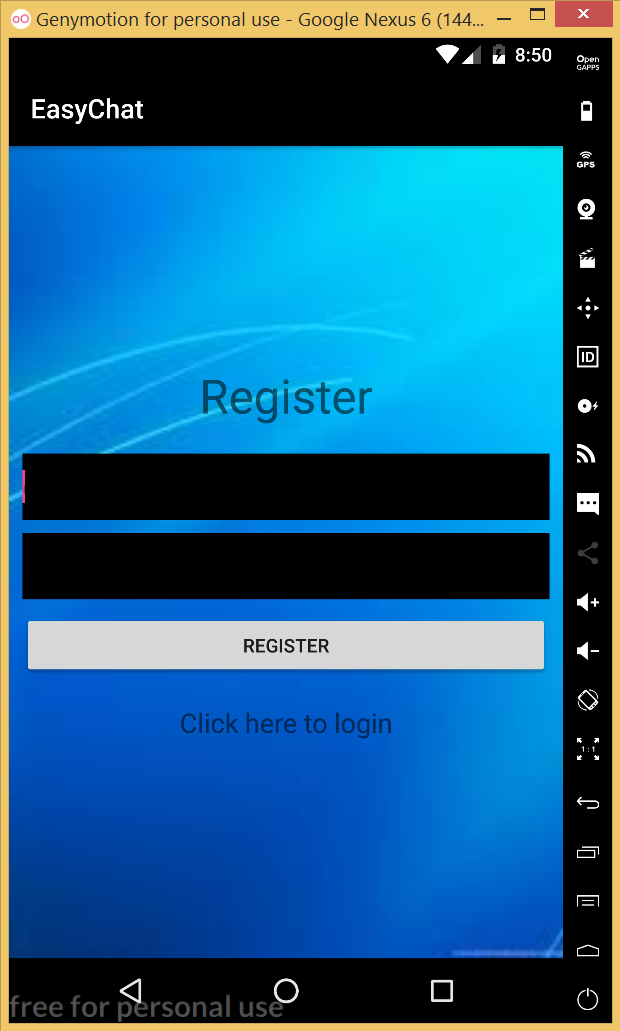 Genymotion for personal use - Google Nexus 6 (144...
8:50
Open
GAPPS
EasyChat
GPS
ID
Register
REGISTER
Click here to login
1:1
free for personal use